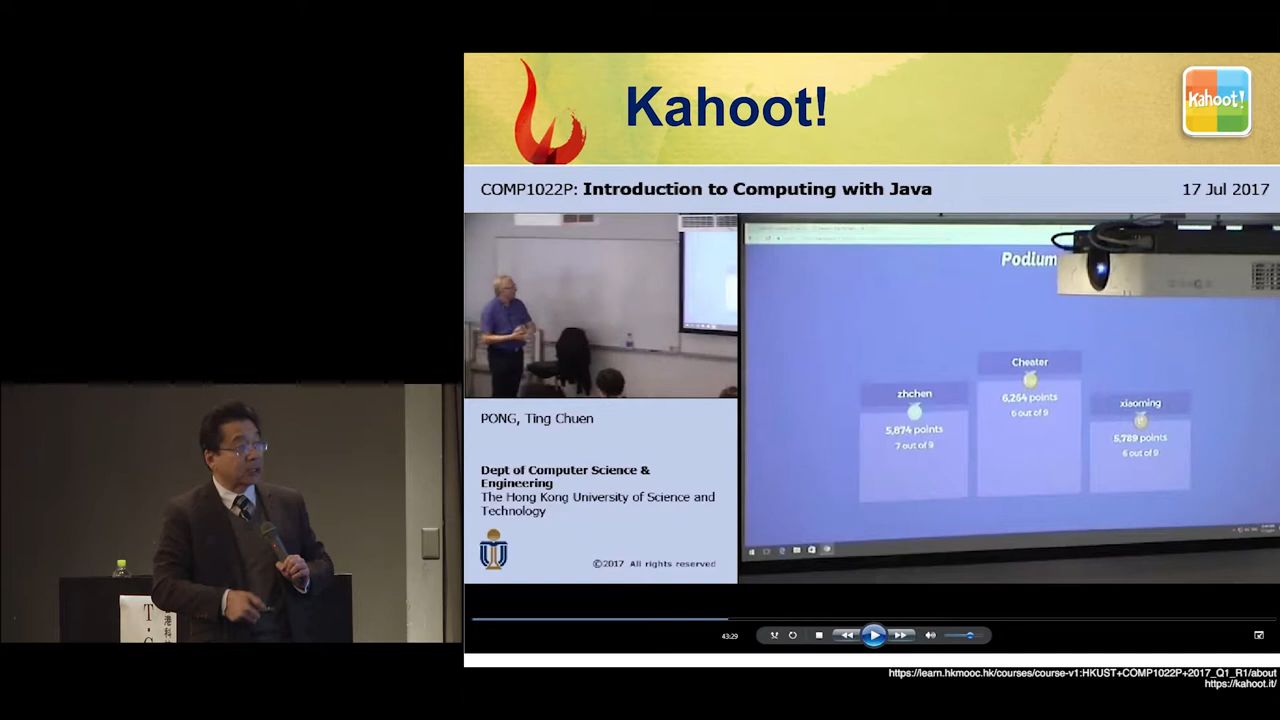 Kahoot!
Kahoot!
COMP1022P: Introduction to Computing with Java
17 Jul 2017
Podium
Cheater
6,264 points
6 out of 9
zhchen
5,874 points
7 out of 9
xiaoming
5,789 points
6 out of 9
PONG, Ting Chuen
Dept of Computer Science &
Engineering
The Hong Kong University of Science and
Technology
©2017 All rights reserved
43:29
T.
港科
https://learn.hkmooc.hk/courses/course-v1:HKUST+COMP1022P+2017_Q1_R1/about
https://kahoot.it/